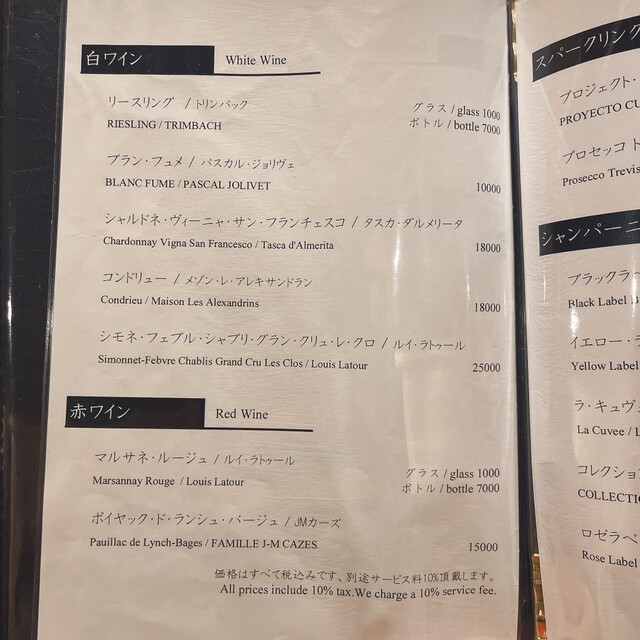 白ワイン White Wine
リースリング / トリンバック グラス / glass 1000
RIESLING / TRIMBACH ボトル / bottle 7000
ブラン・フュメ / パスカル・ジョリヴェ
BLANC FUME / PASCAL JOLIVET 10000
シャルドネ・ヴィーニャ・サン・フランチェスコ / タスカ・ダルメリータ
Chardonnay Vigna San Francesco / Tasca d'Almerita 18000
コンドリュー / メゾン・レ・アレキサンドラン
Condrieu / Maison Les Alexandrins 18000
シモネ・フェブル・シャブリ・グラン・クリュ・レ・クロ / ルイ・ラトゥール
Simonnet-Febvre Chablis Grand Cru Les Clos / Louis Latour 25000
赤ワイン Red Wine
マルサネ・ルージュ / ルイ・ラトゥール グラス / glass 1000
Marsannay Rouge / Louis Latour ボトル / bottle 7000
ポイヤック・ド・ランシュ・バージュ / JMカーズ
Pauillac de Lynch-Bages / FAMILLE J-M CAZES 15000
価格はすべて税込みです、別途サービス料10%頂戴します。
All prices include 10% tax.We charge a 10% service fee.
スパークリング
プロジェクト・
PROYECTO CU
プロセッコ ト
Prosecco Trevis
シャンパーニ
ブラックラー
Black Label B
イエロー・ラ
Yellow Label
ラ・キュヴェ
La Cuvee / L
コレクショ
COLLECTIO
ロゼラベ
Rose Label